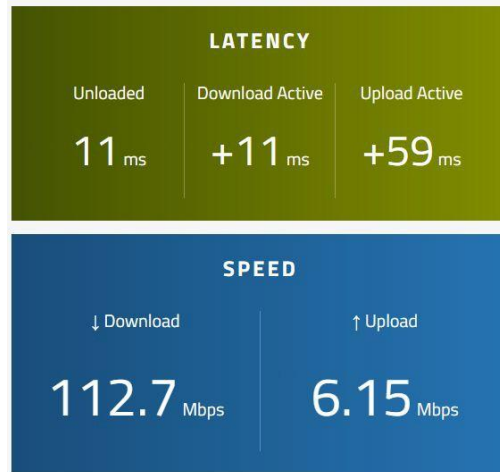 LATENCY
Unloaded Download Active Upload Active
11 ms +11 ms +59 ms
SPEED
↓ Download ↑ Upload
112.7 Mbps 6.15 Mbps